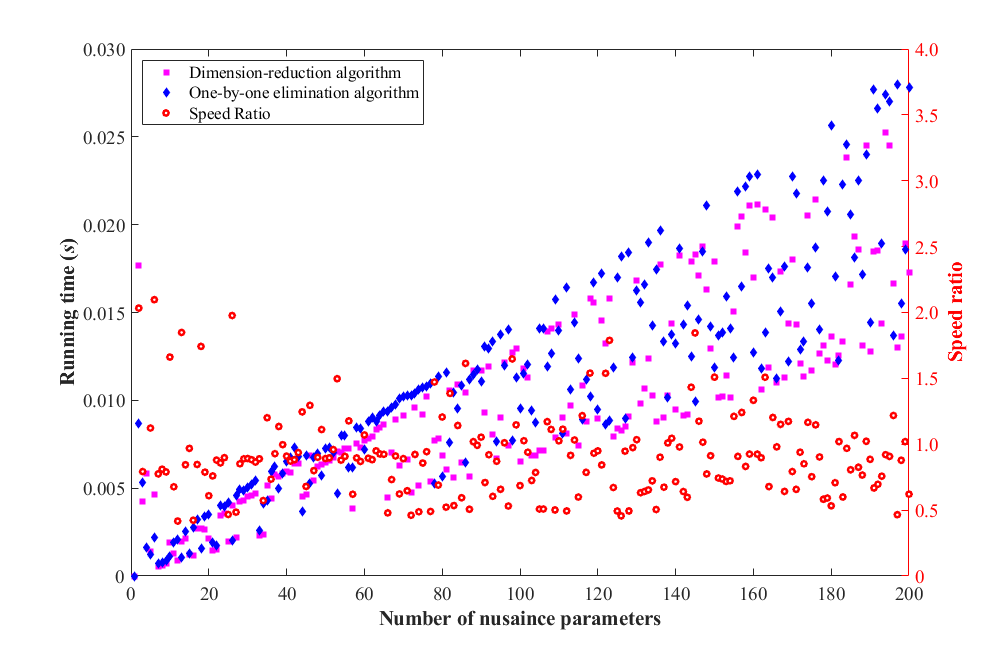 Dimension-reduction algorithm
One-by-one elimination algorithm
Speed Ratio
0.030
0.025
0.020
0.015
0.010
0.005
0
Running time (s)
4.0
3.5
3.0
2.5
2.0
1.5
1.0
0.5
0
Speed ratio
0 20 40 60 80 100 120 140 160 180 200
Number of nusaince parameters